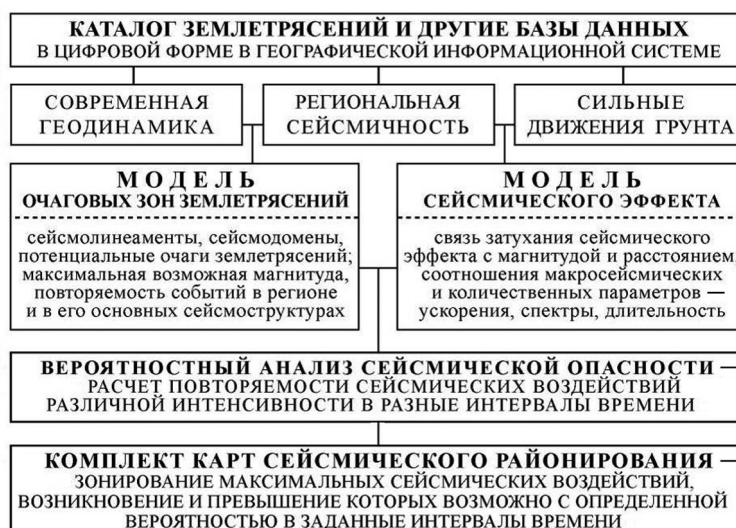 КАТАЛОГ ЗЕМЛЕТРЯСЕНИЙ И ДРУГИЕ БАЗЫ ДАННЫХ
В ЦИФРОВОЙ ФОРМЕ В ГЕОГРАФИЧЕСКОЙ ИНФОРМАЦИОННОЙ СИСТЕМЕ
СОВРЕМЕННАЯ
ГЕОДИНАМИКА
РЕГИОНАЛЬНАЯ
СЕЙСМИЧНОСТЬ
СИЛЬНЫЕ
ДВИЖЕНИЯ ГРУНТА
МОДЕЛЬ
ОЧАГОВЫХ ЗОН ЗЕМЛЕТРЯСЕНИЙ
сейсмолинеаменты, сейсмодомены,
потенциальные очаги землетрясений;
максимальная возможная магнитуда,
повторяемость событий в регионе
и в его основных сейсмоструктурах
МОДЕЛЬ
СЕЙСМИЧЕСКОГО ЭФФЕКТА
связь затухания сейсмического
эффекта с магнитудой и расстоянием,
соотношения макросейсмических
и количественных параметров —
ускорения, спектры, длительность
ВЕРОЯТНОСТНЫЙ АНАЛИЗ СЕЙСМИЧЕСКОЙ ОПАСНОСТИ —
РАСЧЕТ ПОВТОРЯЕМОСТИ СЕЙСМИЧЕСКИХ ВОЗДЕЙСТВИЙ
РАЗЛИЧНОЙ ИНТЕНСИВНОСТИ В РАЗНЫЕ ИНТЕРВАЛЫ ВРЕМЕНИ
КОМПЛЕКТ КАРТ СЕЙСМИЧЕСКОГО РАЙОНИРОВАНИЯ —
ЗОНИРОВАНИЕ МАКСИМАЛЬНЫХ СЕЙСМИЧЕСКИХ ВОЗДЕЙСТВИЙ,
ВОЗНИКНОВЕНИЕ И ПРЕВЫШЕНИЕ КОТОРЫХ ВОЗМОЖНО С ОПРЕДЕЛЕННОЙ
ВЕРОЯТНОСТЬЮ В ЗАДАННЫЕ ИНТЕРВАЛЫ ВРЕМЕНИ